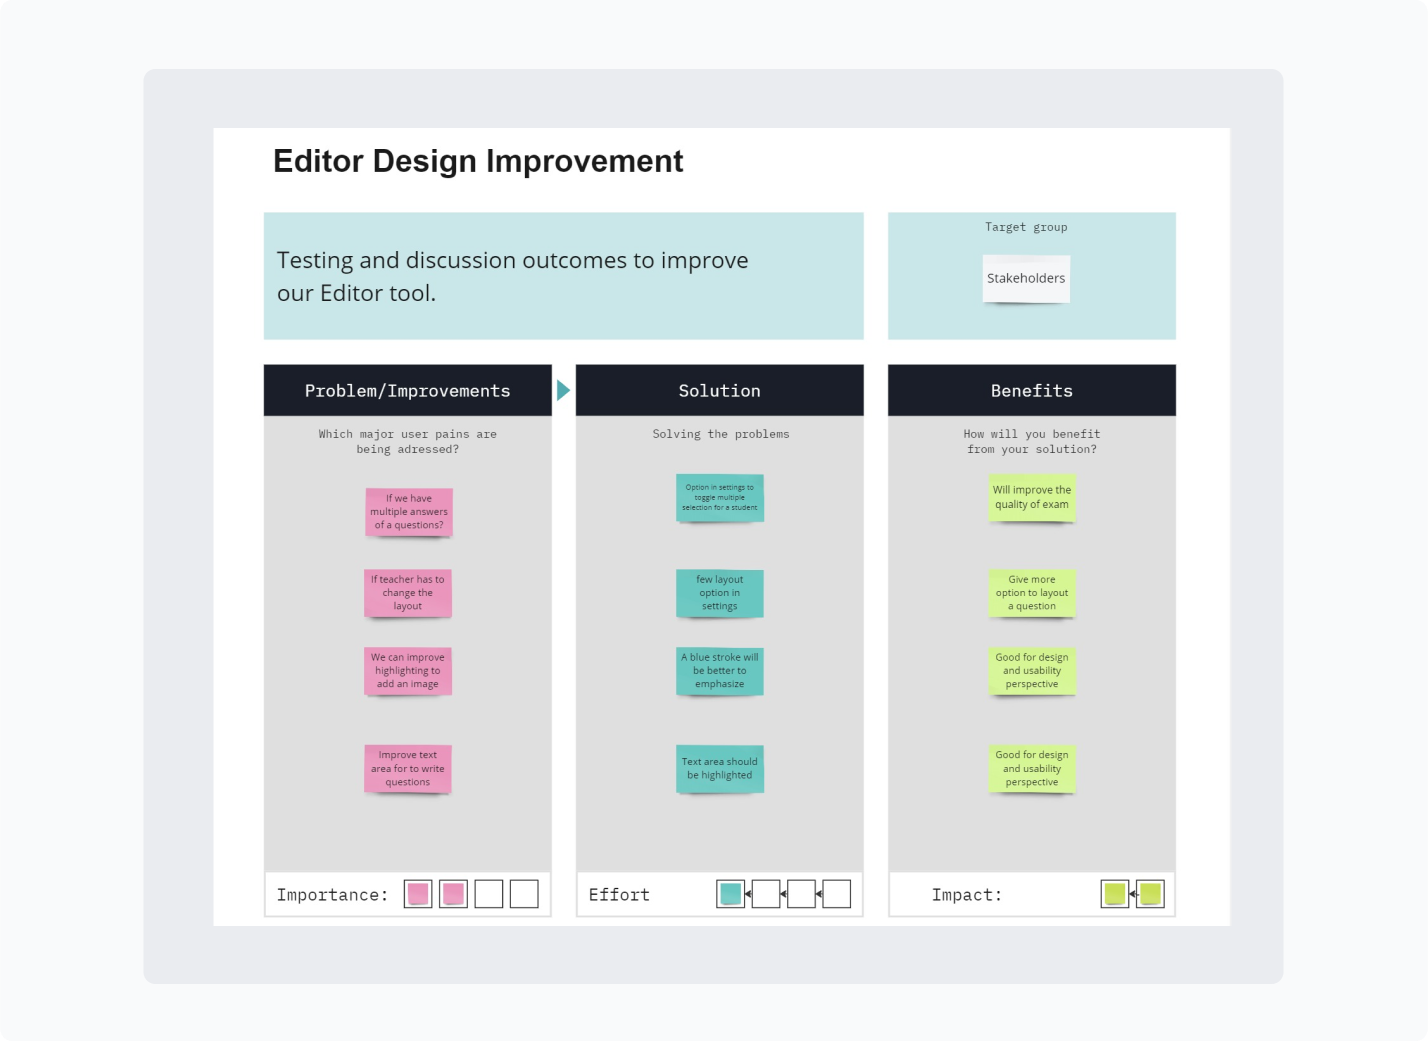 Editor Design Improvement
Testing and discussion outcomes to improve
our Editor tool.
Target group
Stakeholders
Problem/Improvements
Which major user pains are
being adressed?
If we have
multiple answers
of a questions?
If teacher has to
change the
layout
We can improve
highlighting to
add an image
Improve text
area for to write
questions
Importance:
Solution
Solving the problems
Option in settings to
toggle multiple
selection for a student
few layout
option in
settings
A blue stroke will
be better to
emphasize
Text area should
be highlighted
Effort
Benefits
How will you benefit
from your solution?
Will improve the
quality of exam
Give more
option to layout
a question
Good for design
and usability
perspective
Good for design
and usability
perspective
Impact: